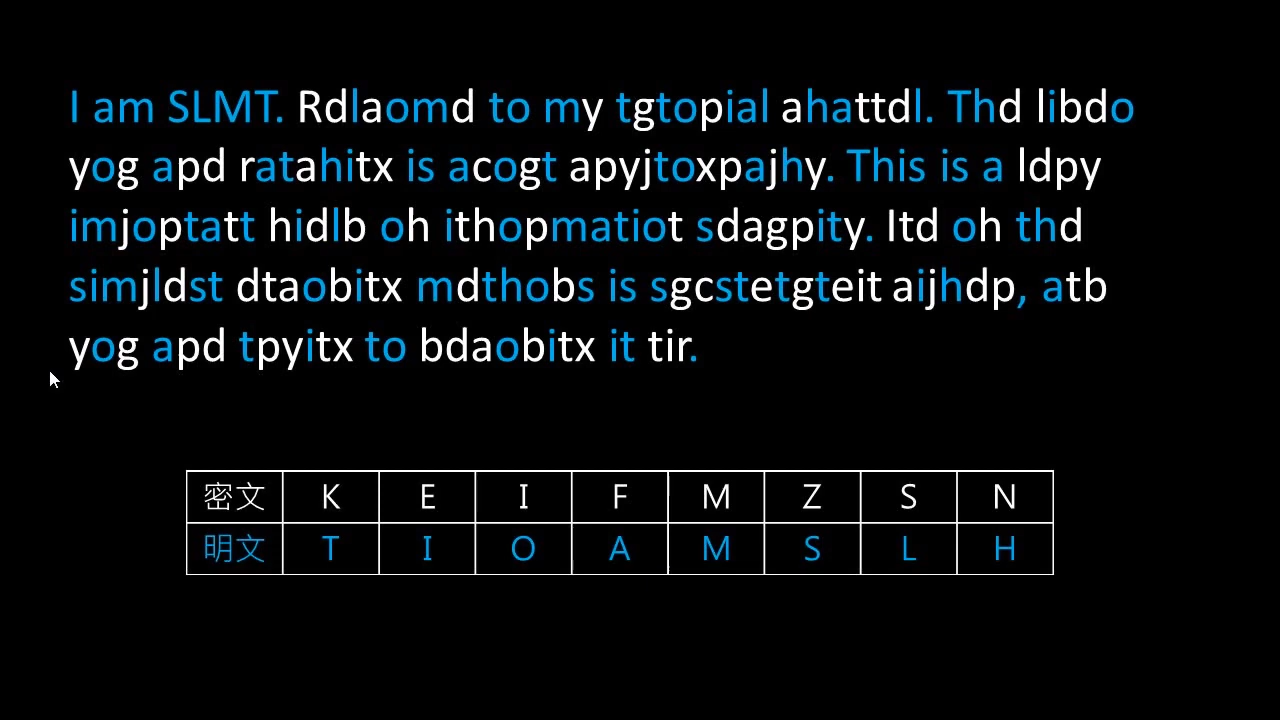 I am SLMT. Rdlaomd to my tgtopial ahattdl. Thd libdo
yog apd ratahitx is acogt apyjtoxpajhy. This is a ldpy
imjoptatt hidlb oh ithopmatiot sdagpity. Itd oh thd
simjldst dtaobitx mdthobs is sgcstetgteit aijhdp, atb
yog apd tpyitx to bdaobitx it tir.
密文 K E I F M Z S N
明文 T I O A M S L H